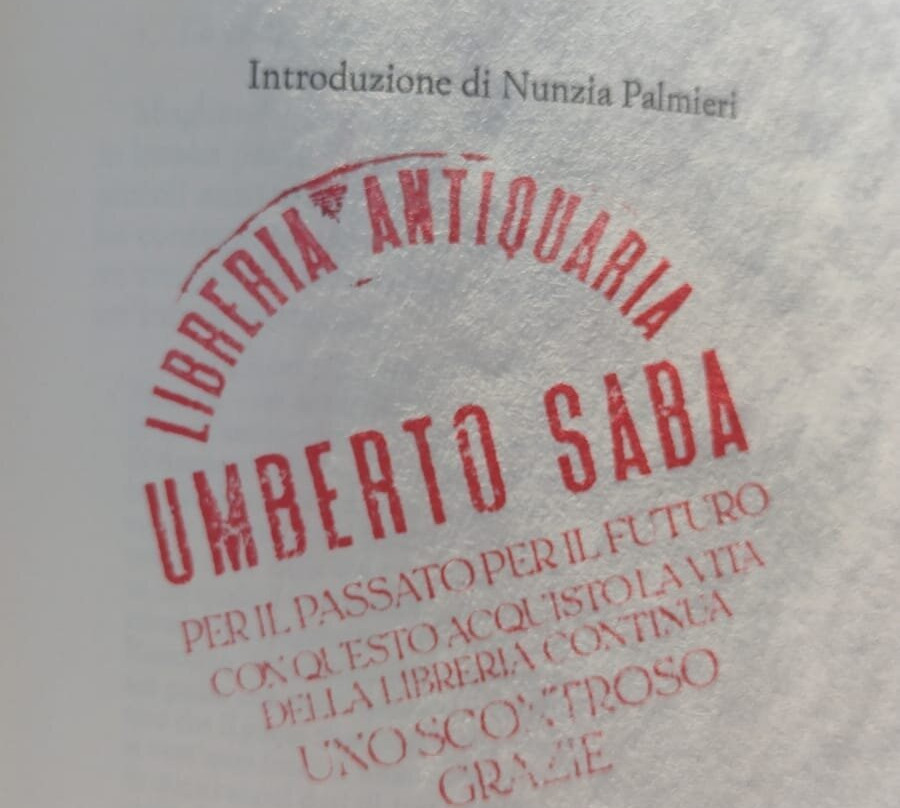 Introduzione di Nunzia Palmieri
LIBRERIA ANTIQUARIA
UMBERTO SABA
PER IL PASSATO PER IL FUTURO
CON QUESTO ACQUISTO LA VITA
DELLA LIBRERIA CONTINUA
UNO SCONTROSO
GRAZIE